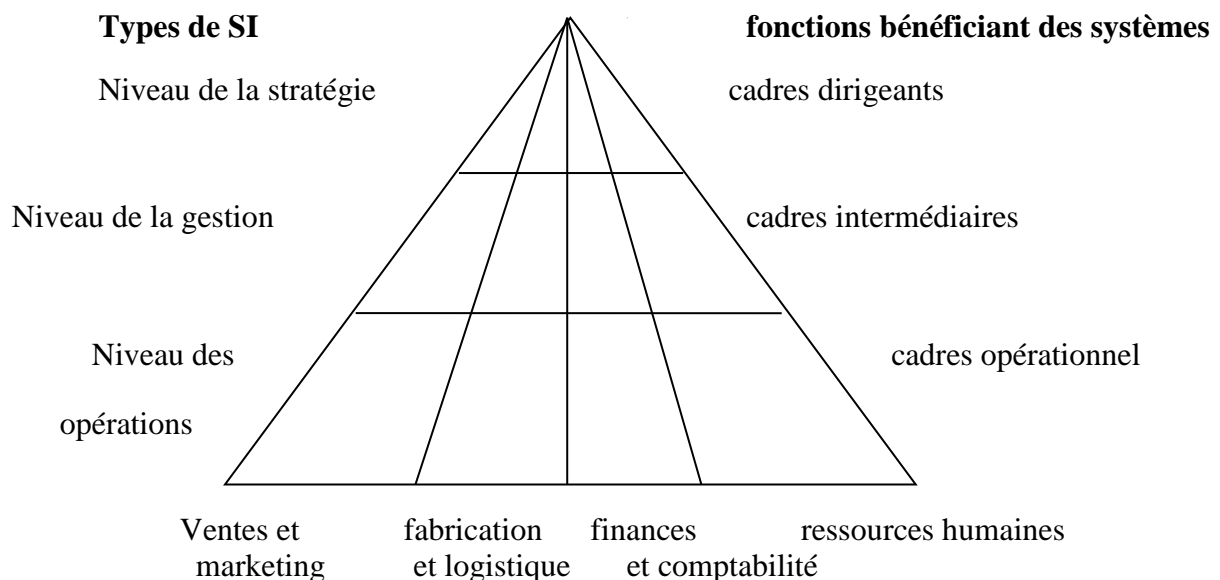 Types de SI fonctions bénéficiant des systèmes
Niveau de la stratégie cadres dirigeants
Niveau de la gestion cadres intermédiaires
Niveau des cadres opérationnel
opérations
Ventes et fabrication finances ressources humaines
marketing et logistique et comptabilité